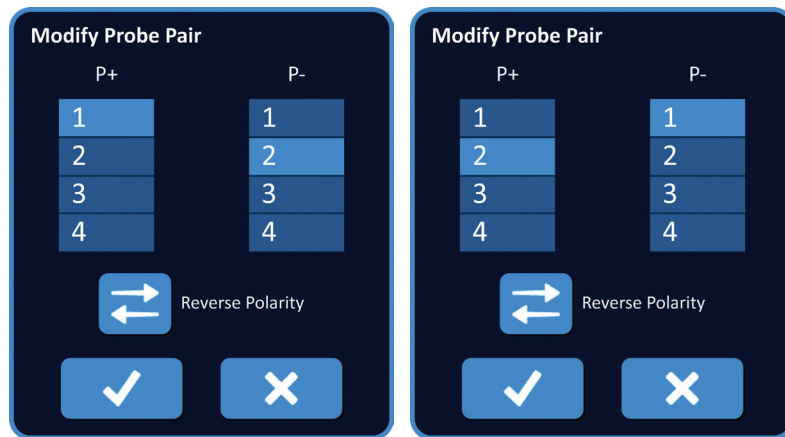 Modify Probe Pair
P+ P-
1 1
2 2
3 3
4 4
Reverse Polarity
Modify Probe Pair
P+ P-
1 1
2 2
3 3
4 4
Reverse Polarity